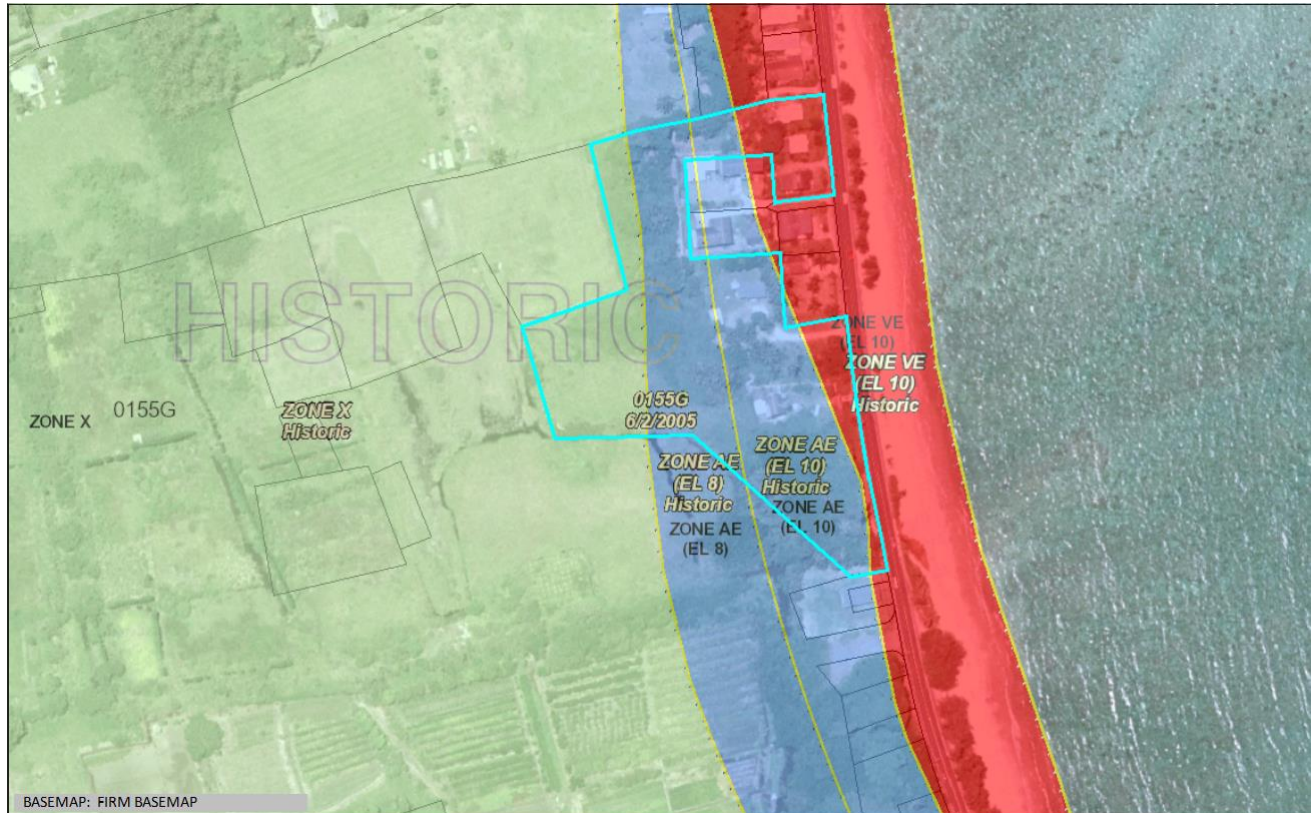 HISTORIC
ZONE VE
(EL 10)
ZONE VE
(EL 10)
Historic
ZONE X
0155G
ZONE X
Historic
0155G
6/2/2005
ZONE AE
(EL 8)
Historic
ZONE AE
(EL 8)
ZONE AE
(EL 10)
Historic
ZONE AE
(EL 10)
BASEMAP: FIRM BASEMAP